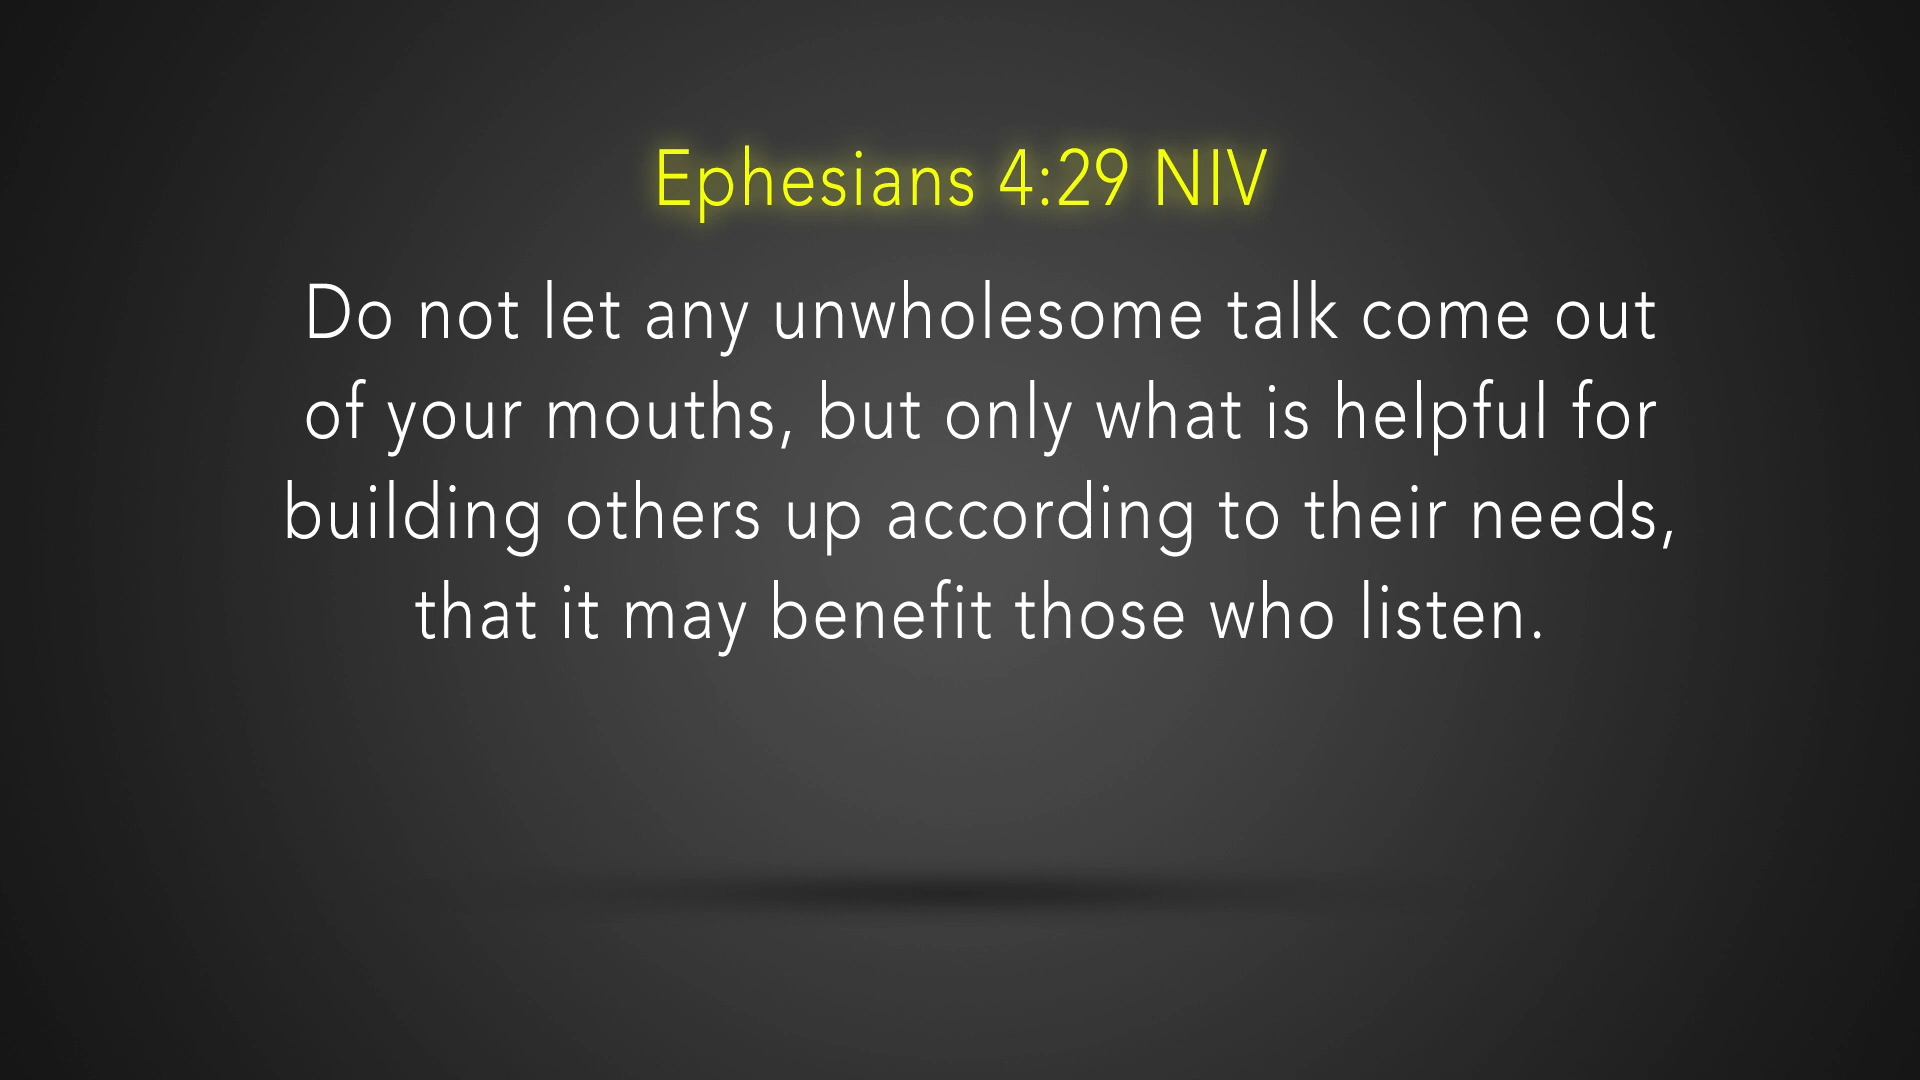 Ephesians 4:29 NIV
Do not let any unwholesome talk come out
of your mouths, but only what is helpful for
building others up according to their needs,
that it may benefit those who listen.